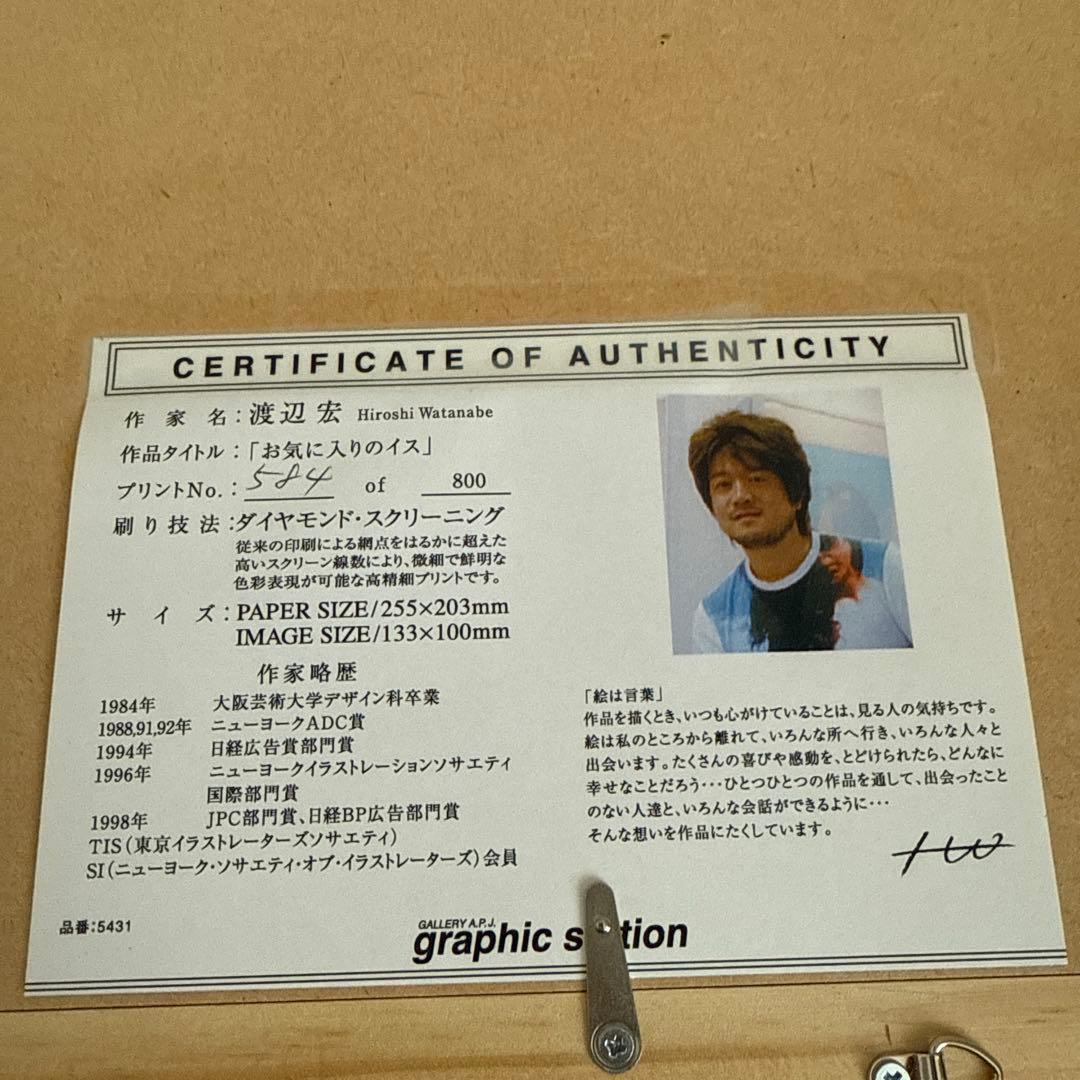 CERTIFICATE OF AUTHENTICITY
作家名：渡辺 宏 Hiroshi Watanabe
作品タイトル：「お気に入りのイス」
プリントNo.：584 of 800
刷り技法：ダイヤモンド・スクリーニング
従来の印刷による網点をはるかに超えた
高いスクリーン線数により、微細で鮮明な
色彩表現が可能な高精細プリントです。
サイズ：PAPER SIZE/255×203mm
IMAGE SIZE/133×100mm
作家略歴
1984年 大阪芸術大学デザイン科卒業
1988,91,92年 ニューヨークADC賞
1994年 日経広告賞部門賞
1996年 ニューヨークイラストレーションソサエティ
国際部門賞
1998年 JPC部門賞、日経BP広告部門賞
TIS（東京イラストレーターズソサエティ）
SI（ニューヨーク・ソサエティ・オブ・イラストレーターズ）会員
「絵は言葉」
作品を描くとき、いつも心がけていることは、見る人の気持ちです。
絵は私のところから離れて、いろんな所へ行き、いろんな人々と
出会います。たくさんの喜びや感動を、とどけられたら、どんなに
幸せなことだろう・・・ひとつひとつの作品を通して、出会ったこと
のない人達と、いろんな会話ができるように・・・
そんな想いを作品にたくしています。
品番：5431
GALLERY A.P.J.
graphic s tion